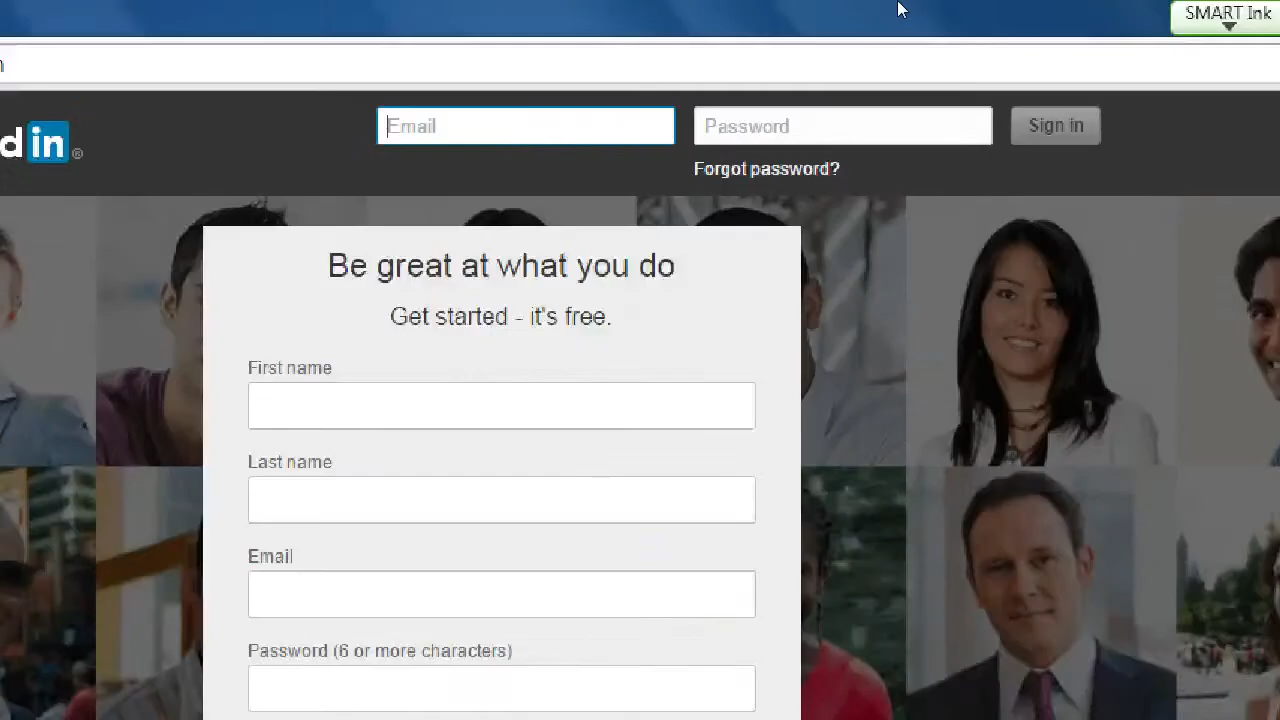 SMART Ink
d in ®
Email
Password
Sign in
Forgot password?
Be great at what you do
Get started - it's free.
First name
Last name
Email
Password (6 or more characters)